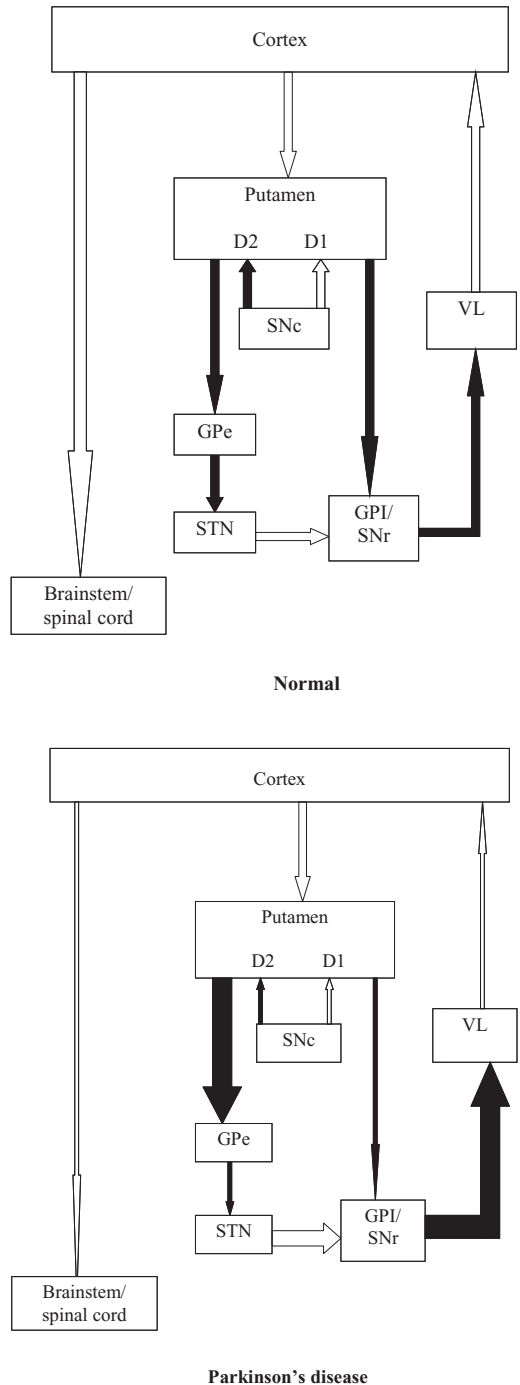 Cortex
Putamen
D2 D1
SNc
VL
GPe
STN
GPI/
SNr
Brainstem/
spinal cord
Normal
Cortex
Putamen
D2 D1
SNc
VL
GPe
STN
GPI/
SNr
Brainstem/
spinal cord
Parkinson’s disease